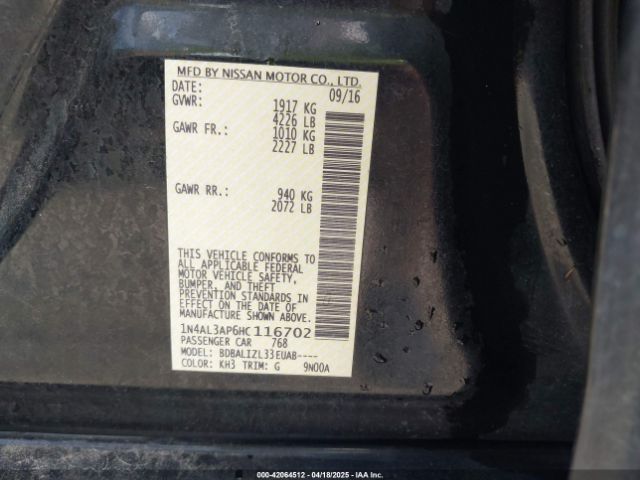 MFD BY NISSAN MOTOR CO., LTD.
DATE: 09/16
GVWR: 1917 KG
4226 LB
GAWR FR.: 1010 KG
2227 LB
GAWR RR.: 940 KG
2072 LB
THIS VEHICLE CONFORMS TO
ALL APPLICABLE FEDERAL
MOTOR VEHICLE SAFETY,
BUMPER, AND THEFT
PREVENTION STANDARDS IN
EFFECT ON THE DATE OF
MANUFACTURE SHOWN ABOVE.
1N4AL3AP6HC116702
PASSENGER CAR 768
MODEL: BDBALIZL33EUAB----
COLOR: KH3 TRIM: G 9N00A
000-42064512 - 04/18/2025 - IAA Inc.